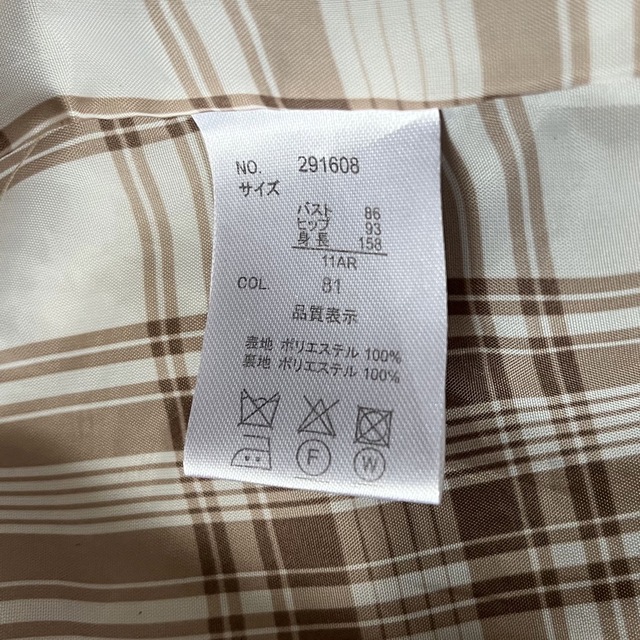 NO. 291608
サイズ
バスト 86
ヒップ 93
身長 158
11AR
COL. 81
品質表示
表地 ポリエステル 100%
裏地 ポリエステル 100%
F W